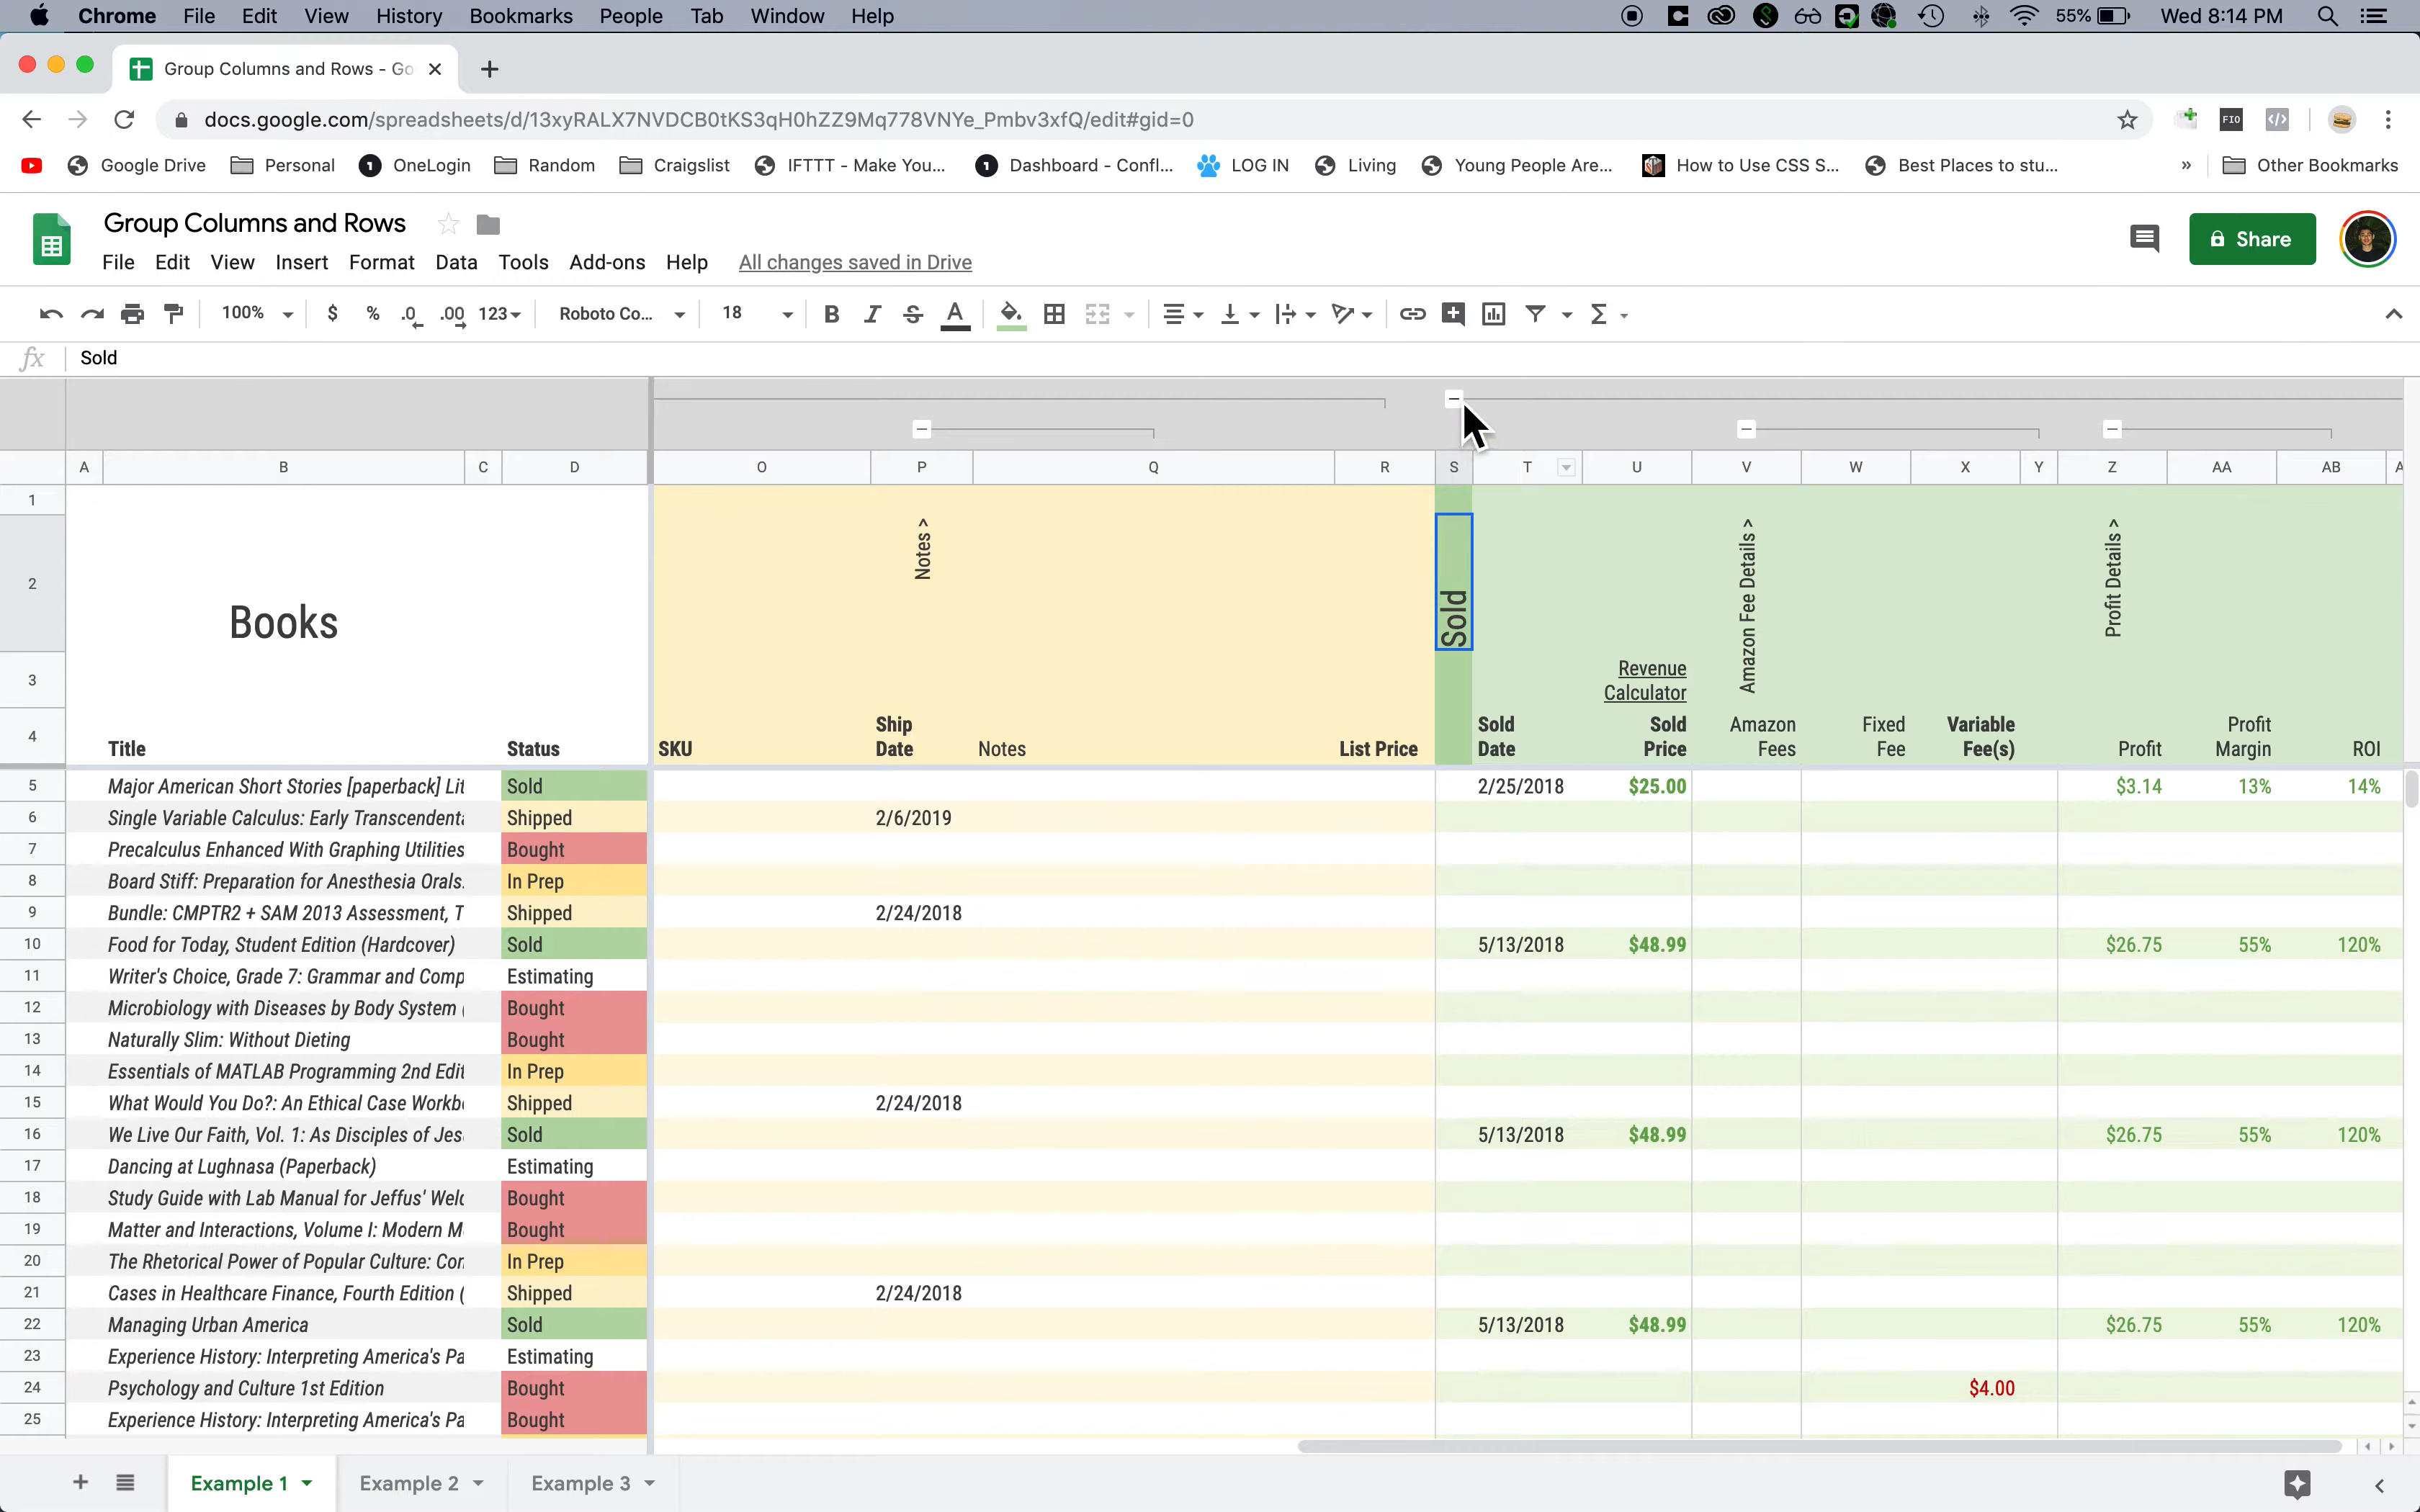 Chrome File Edit View History Bookmarks People Tab Window Help 55% Wed 8:14 PM
Group Columns and Rows - Go
docs.google.com/spreadsheets/d/13xyRALX7NVDCB0tKS3qH0hZZ9Mq778VNYe_Pmbv3xfQ/edit#gid=0 FIO
Google Drive Personal OneLogin Random Craigslist IFTTT - Make You... Dashboard - Confl... LOG IN Living Young People Are... How to Use CSS S... Best Places to stu... » Other Bookmarks
Group Columns and Rows
Share
File Edit View Insert Format Data Tools Add-ons Help All changes saved in Drive
100% $ % .0 .00 123 Roboto Co... 18 B I S A Σ
fx Sold
A B C D O P Q R S T U V W X Y Z AA AB A
1
2 Books Notes > Sold Amazon Fee Details > Profit Details >
3 Revenue Calculator
4 Title Status SKU Ship Date Notes List Price Sold Date Sold Price Amazon Fees Fixed Fee Variable Fee(s) Profit Profit Margin ROI
5 Major American Short Stories [paperback] Lit Sold 2/25/2018 $25.00 $3.14 13% 14%
6 Single Variable Calculus: Early Transcendent Shipped 2/6/2019
7 Precalculus Enhanced With Graphing Utilities Bought
8 Board Stiff: Preparation for Anesthesia Orals. In Prep
9 Bundle: CMPTR2 + SAM 2013 Assessment, T Shipped 2/24/2018
10 Food for Today, Student Edition (Hardcover) Sold 5/13/2018 $48.99 $26.75 55% 120%
11 Writer's Choice, Grade 7: Grammar and Comp Estimating
12 Microbiology with Diseases by Body System ( Bought
13 Naturally Slim: Without Dieting Bought
14 Essentials of MATLAB Programming 2nd Edit In Prep
15 What Would You Do?: An Ethical Case Workb Shipped 2/24/2018
16 We Live Our Faith, Vol. 1: As Disciples of Jes Sold 5/13/2018 $48.99 $26.75 55% 120%
17 Dancing at Lughnasa (Paperback) Estimating
18 Study Guide with Lab Manual for Jeffus' Weld Bought
19 Matter and Interactions, Volume I: Modern M Bought
20 The Rhetorical Power of Popular Culture: Con In Prep
21 Cases in Healthcare Finance, Fourth Edition ( Shipped 2/24/2018
22 Managing Urban America Sold 5/13/2018 $48.99 $26.75 55% 120%
23 Experience History: Interpreting America's Pa Estimating
24 Psychology and Culture 1st Edition Bought $4.00
25 Experience History: Interpreting America's Pa Bought
Example 1 Example 2 Example 3